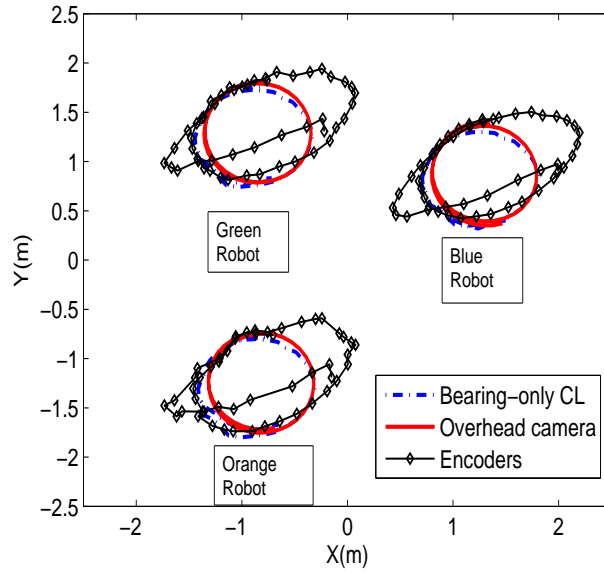 2.5
2
1.5
1
0.5
0
−0.5
−1
−1.5
−2
−2.5
Y(m)
Green
Robot
Blue
Robot
Orange
Robot
Bearing−only CL
Overhead camera
Encoders
−2
−1
0
1
2
X(m)